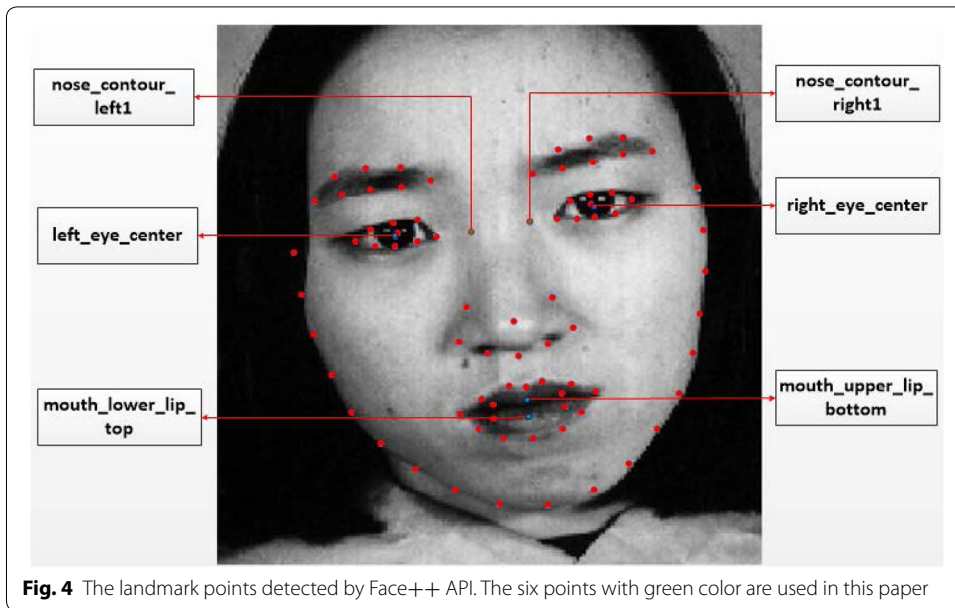 nose_contour_
left1
nose_contour_
right1
left_eye_center
right_eye_center
mouth_lower_lip_
top
mouth_upper_lip_
bottom
Fig. 4 The landmark points detected by Face++ API. The six points with green color are used in this paper